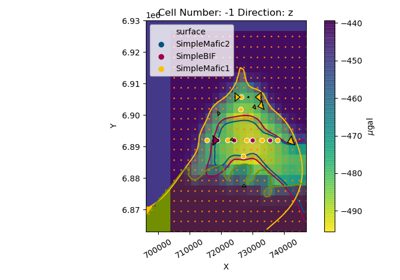 Cell Number: -1 Direction: z
1e6
6.93
6.92
6.91
6.90
6.89
6.88
6.87
Y
700000
710000
720000
730000
740000
X
surface
SimpleMafic2
SimpleBIF
SimpleMafic1
−440
−450
−460
−470
−480
−490
μgal